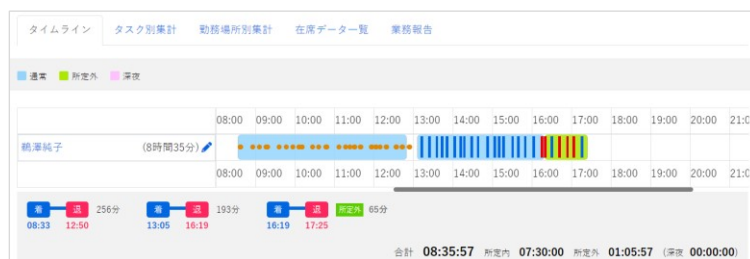 タイムライン タスク別集計 勤務場所別集計 在席データ一覧 業務報告
通常 所定外 深夜
08:00 09:00 10:00 11:00 12:00 13:00 14:00 15:00 16:00 17:00 18:00 19:00 20:00 21:0
鵜澤純子 (8時間35分)
08:00 09:00 10:00 11:00 12:00 13:00 14:00 15:00 16:00 17:00 18:00 19:00 20:00 21:0
着 退 256分 着 退 193分 着 退 所定外 65分
08:33 12:50 13:05 16:19 16:19 17:25
合計 08:35:57 所定内 07:30:00 所定外 01:05:57 (深夜 00:00:00)